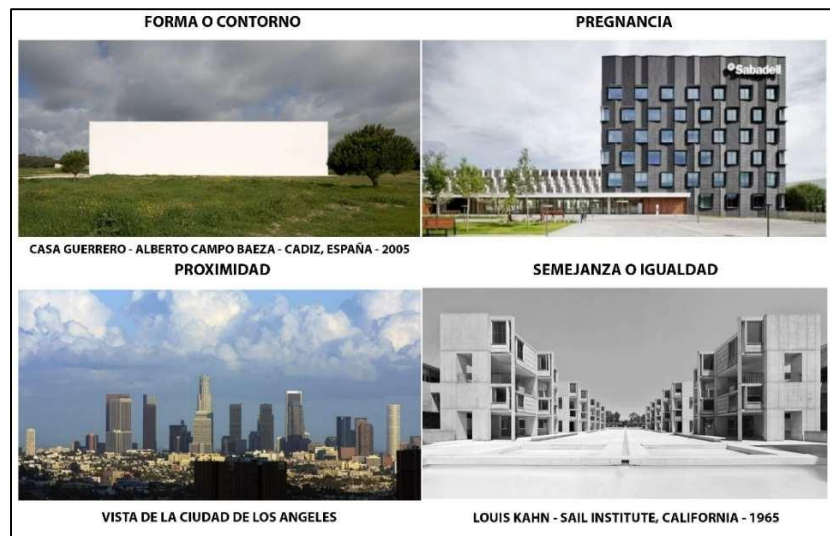 FORMA O CONTORNO
PREGNANCIA
Sabadell
CASA GUERRERO - ALBERTO CAMPO BAEZA - CADIZ, ESPAÑA - 2005
PROXIMIDAD
SEMEJANZA O IGUALDAD
VISTA DE LA CIUDAD DE LOS ANGELES
LOUIS KAHN - SAIL INSTITUTE, CALIFORNIA - 1965